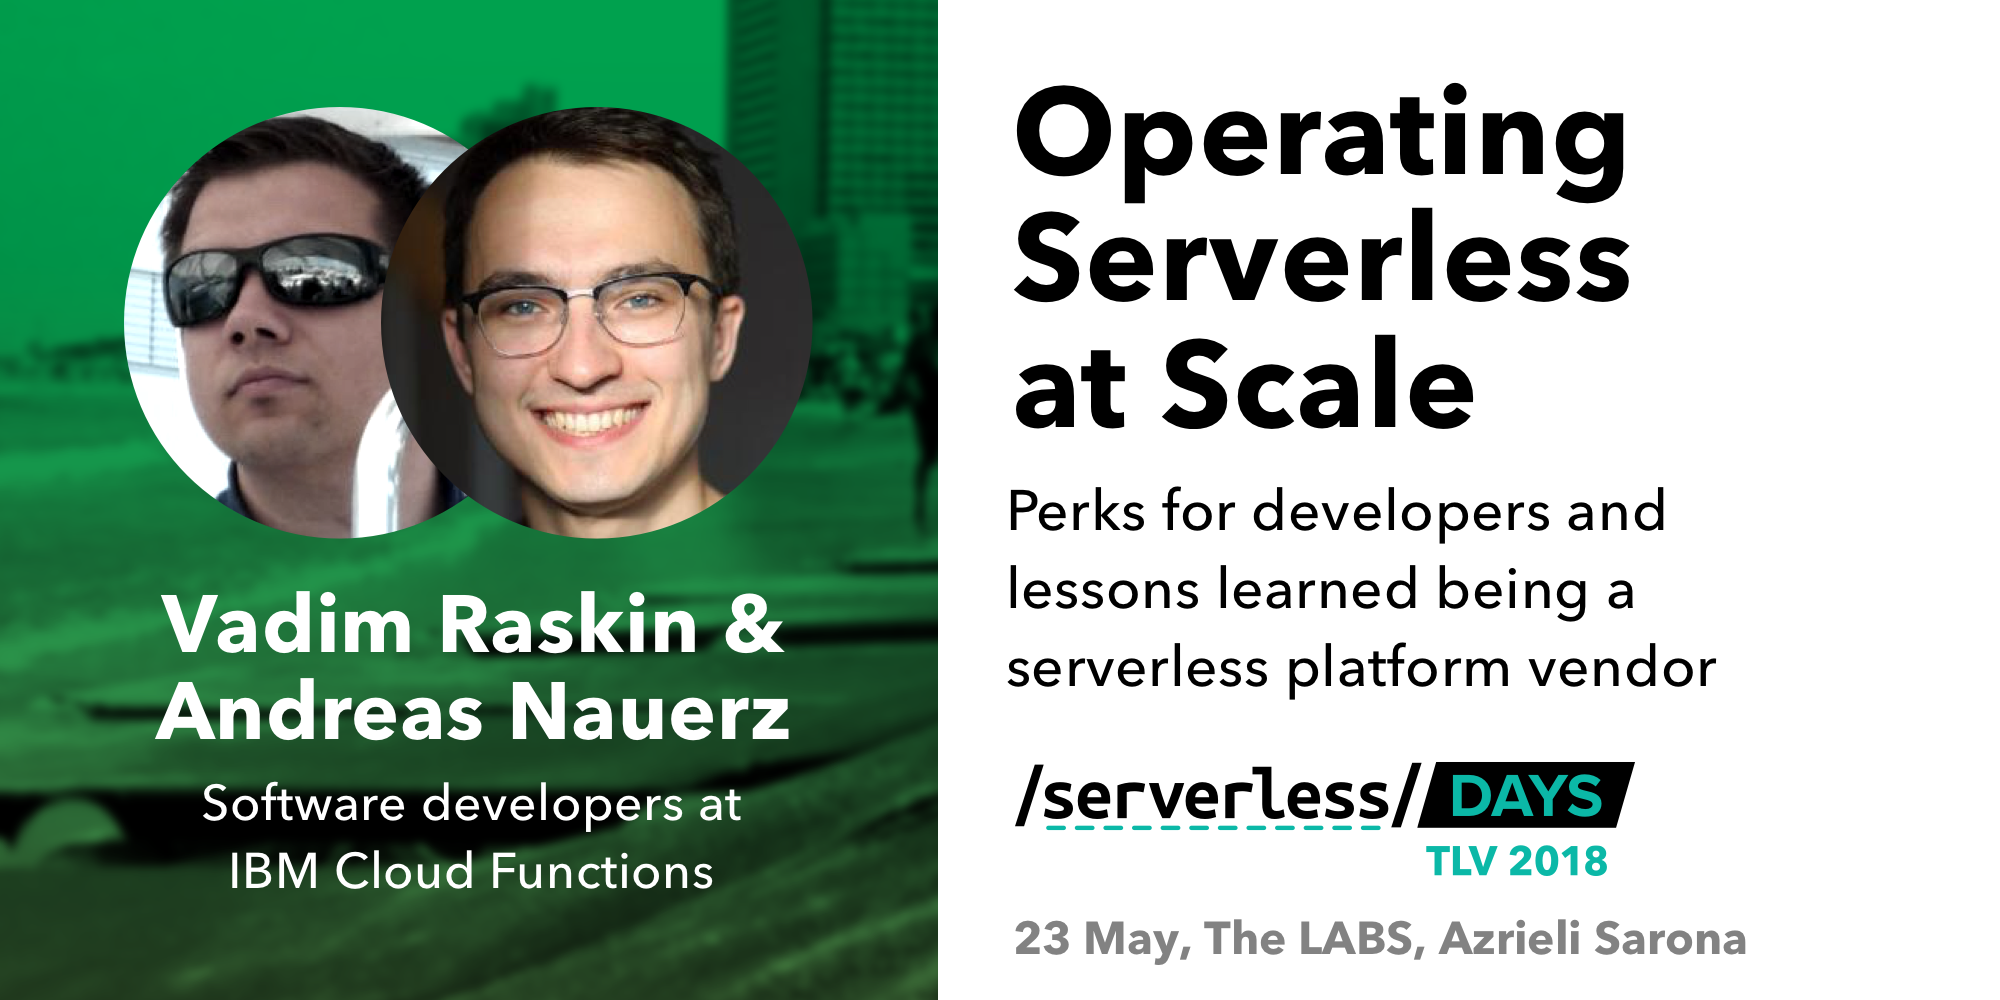 Vadim Raskin &
Andreas Nauerz
Software developers at
IBM Cloud Functions
Operating
Serverless
at Scale
Perks for developers and
lessons learned being a
serverless platform vendor
/serverless/ DAYS
TLV 2018
23 May, The LABS, Azrieli Sarona